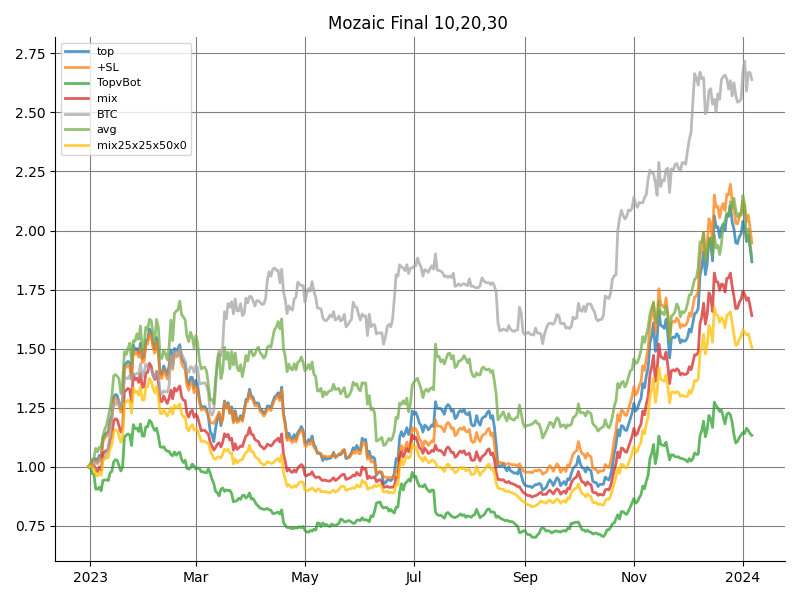 Mozaic Final 10,20,30
2.75
2.50
2.25
2.00
1.75
1.50
1.25
1.00
0.75
top
+SL
TopvBot
mix
BTC
avg
mix25x25x50x0
2023 Mar May Jul Sep Nov 2024